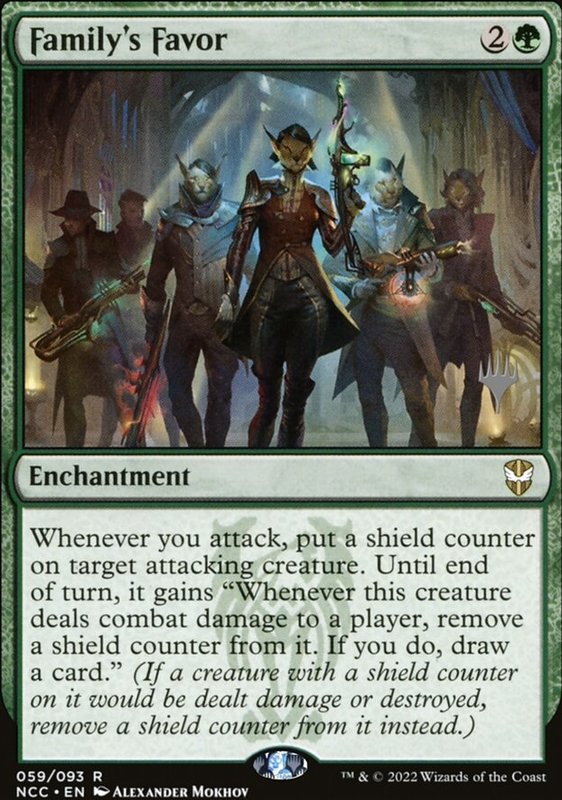 Family's Favor
2
Enchantment
Whenever you attack, put a shield counter
on target attacking creature. Until end
of turn, it gains “Whenever this creature
deals combat damage to a player, remove
a shield counter from it. If you do, draw
a card.” (If a creature with a shield counter
on it would be dealt damage or destroyed,
remove a shield counter from it instead.)
059/093 R
NCC • EN Alexander Mokhov
™ & © 2022 Wizards of the Coast